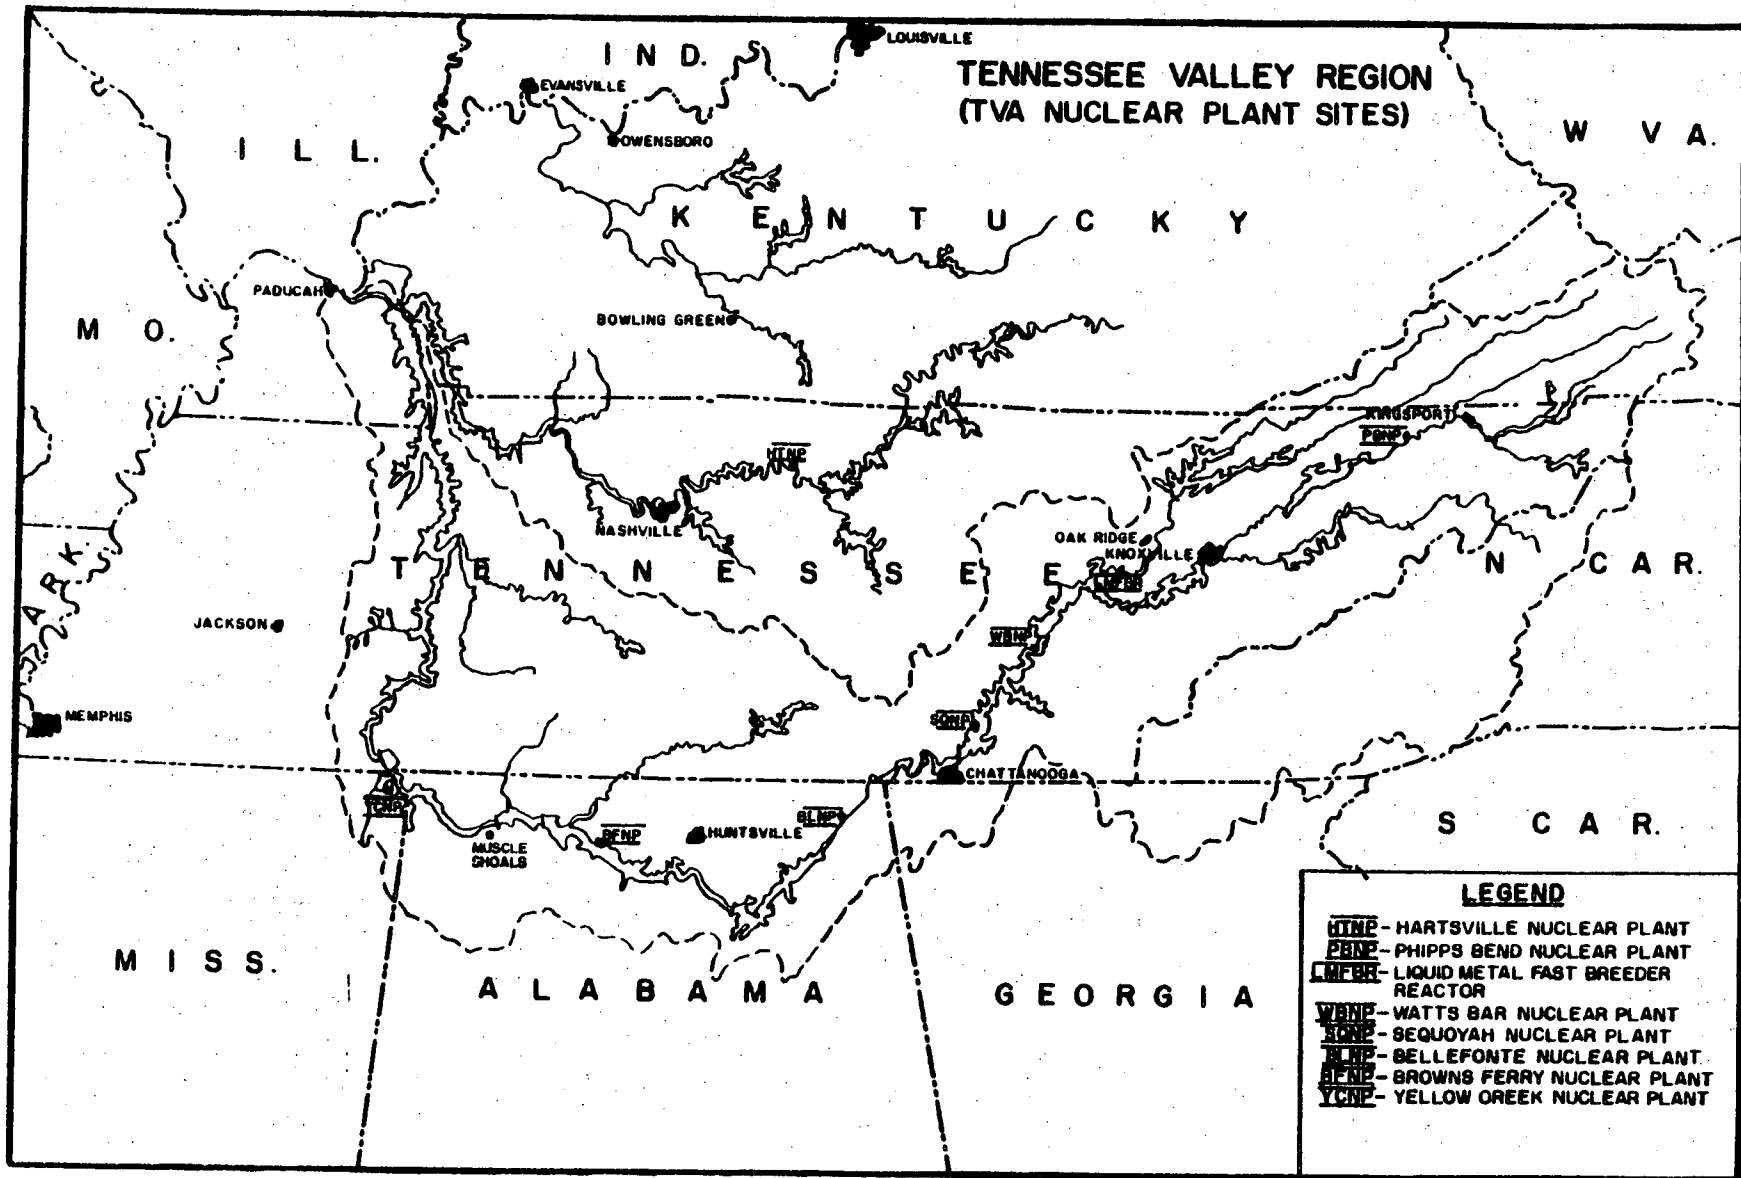 IND.
LOUISVILLE
TENNESSEE VALLEY REGION
(TVA NUCLEAR PLANT SITES)
EVANSVILLE
OWENSBORO
ILL.
W VA.
KENTUCKY
PADUCAH
MO.
BOWLING GREEN
KINGSPORT
PBNP
HTNP
NASHVILLE
OAK RIDGE
KNOXVILLE
ARK.
TENNESSEE
LMFBR
N CAR.
JACKSON
WBNP
MEMPHIS
SQNP
CHATTANOOGA
YCNP
BLNP
BFNP
HUNTSVILLE
MUSCLE
SHOALS
S CAR.
MISS.
ALABAMA
GEORGIA
LEGEND
HTNP - HARTSVILLE NUCLEAR PLANT
PBNP - PHIPPS BEND NUCLEAR PLANT
LMFBR - LIQUID METAL FAST BREEDER
REACTOR
WBNP - WATTS BAR NUCLEAR PLANT
SQNP - SEQUOYAH NUCLEAR PLANT
BLNP - BELLEFONTE NUCLEAR PLANT
BFNP - BROWNS FERRY NUCLEAR PLANT
YCNP - YELLOW CREEK NUCLEAR PLANT